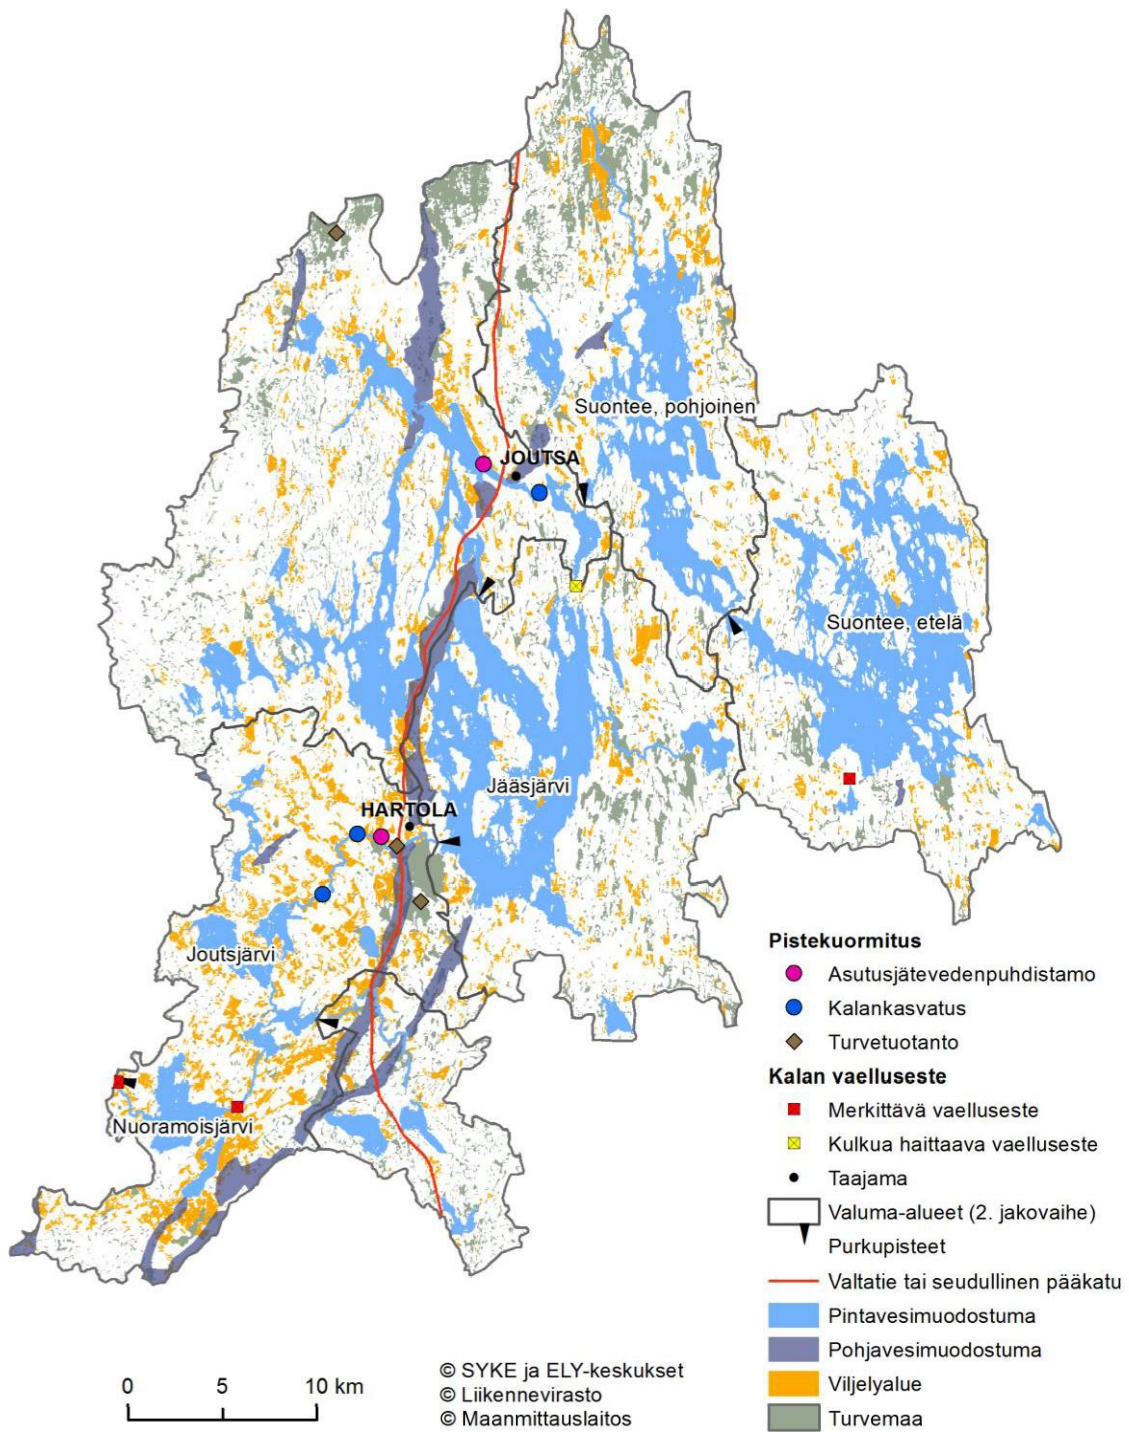 Suontee, pohjoinen
JOUTSA
Suontee, etelä
Jääsjärvi
HARTOLA
Joutsjärvi
Nuoramoisjärvi
Pistekuormitus
Asutusjätevedenpuhdistamo
Kalankasvatus
Turvetuotanto
Kalan vaelluseste
Merkittävä vaelluseste
Kulkua haittaava vaelluseste
Taajama
Valuma-alueet (2. jakovaihe)
Purkupisteet
Valtatie tai seudullinen pääkatu
Pintavesimuodostuma
Pohjavesimuodostuma
Viljelyalue
Turvemaa
0 5 10 km
© SYKE ja ELY-keskukset
© Liikennevirasto
© Maanmittauslaitos